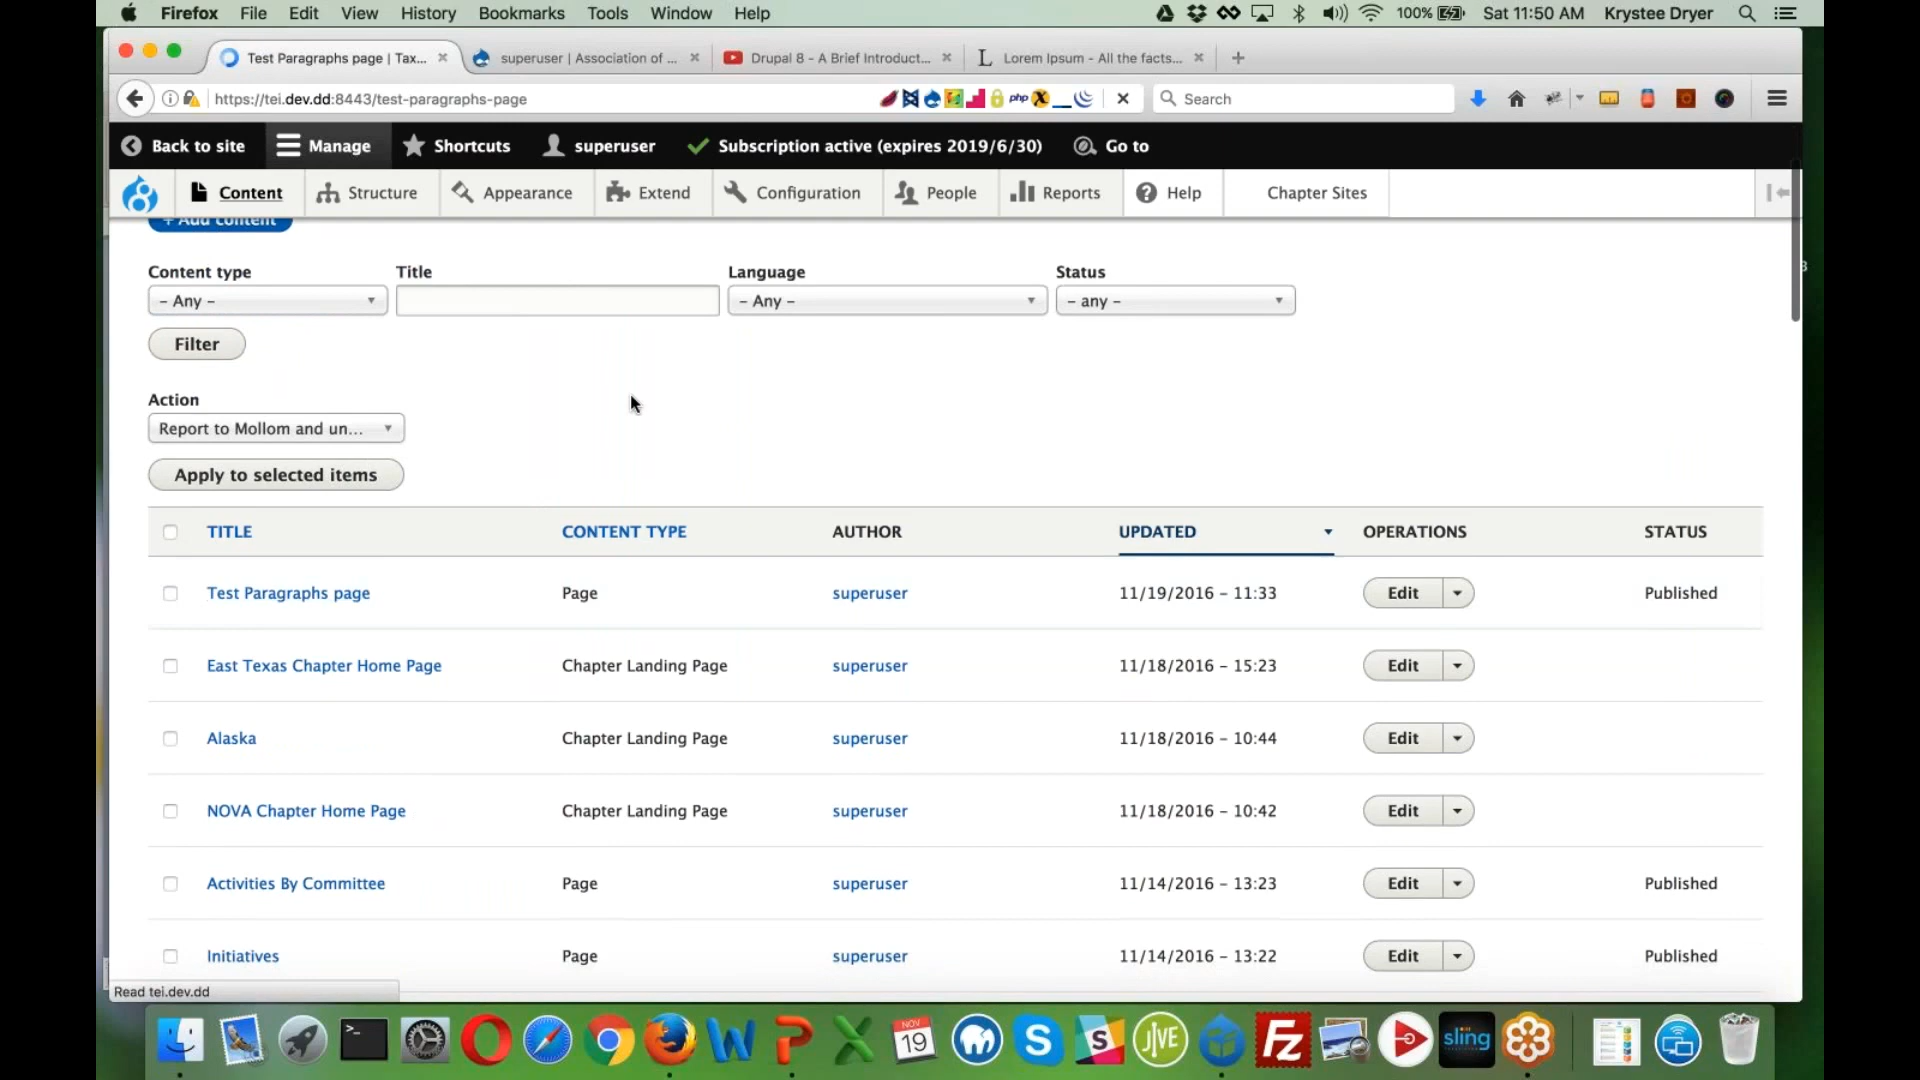 Firefox File Edit View History Bookmarks Tools Window Help 100% Sat 11:50 AM Krystee Dryer
Test Paragraphs page | Tax... superuser | Association of ... Drupal 8 - A Brief Introduct... L Lorem Ipsum - All the facts...
https://tei.dev.dd:8443/test-paragraphs-page php Search
Back to site Manage Shortcuts superuser Subscription active (expires 2019/6/30) Go to
Content Structure Appearance Extend Configuration People Reports Help Chapter Sites
+ Add content
Content type Title Language Status
- Any - - Any - - any -
Filter
Action
Report to Mollom and un...
Apply to selected items
TITLE CONTENT TYPE AUTHOR UPDATED OPERATIONS STATUS
Test Paragraphs page Page superuser 11/19/2016 - 11:33 Edit Published
East Texas Chapter Home Page Chapter Landing Page superuser 11/18/2016 - 15:23 Edit
Alaska Chapter Landing Page superuser 11/18/2016 - 10:44 Edit
NOVA Chapter Home Page Chapter Landing Page superuser 11/18/2016 - 10:42 Edit
Activities By Committee Page superuser 11/14/2016 - 13:23 Edit Published
Initiatives Page superuser 11/14/2016 - 13:22 Edit Published
Read tei.dev.dd
NOV
19 JIVE sling